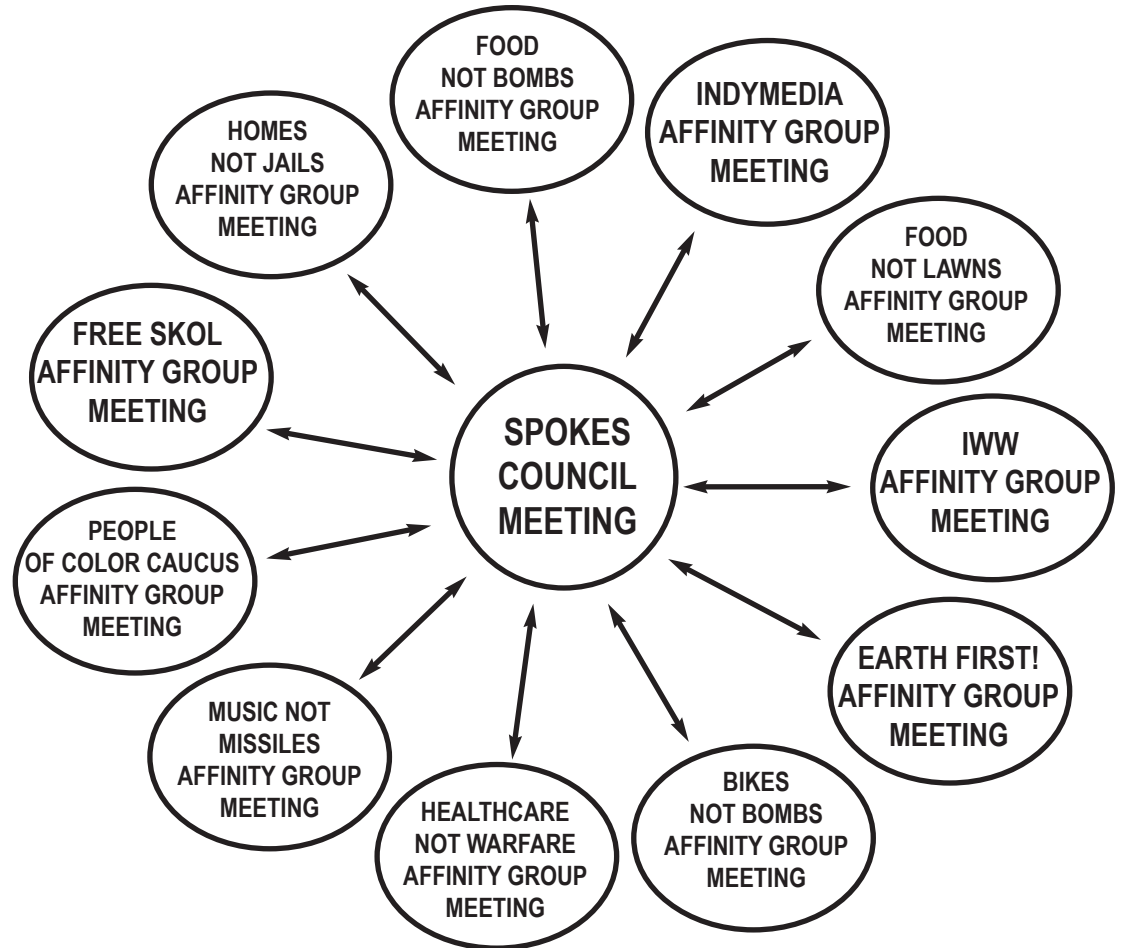 FOOD
NOT BOMBS
AFFINITY GROUP
MEETING
INDYMEDIA
AFFINITY GROUP
MEETING
HOMES
NOT JAILS
AFFINITY GROUP
MEETING
FOOD
NOT LAWNS
AFFINITY GROUP
MEETING
FREE SKOL
AFFINITY GROUP
MEETING
SPOKES
COUNCIL
MEETING
IWW
AFFINITY GROUP
MEETING
PEOPLE
OF COLOR CAUCUS
AFFINITY GROUP
MEETING
EARTH FIRST!
AFFINITY GROUP
MEETING
MUSIC NOT
MISSILES
AFFINITY GROUP
MEETING
HEALTHCARE
NOT WARFARE
AFFINITY GROUP
MEETING
BIKES
NOT BOMBS
AFFINITY GROUP
MEETING